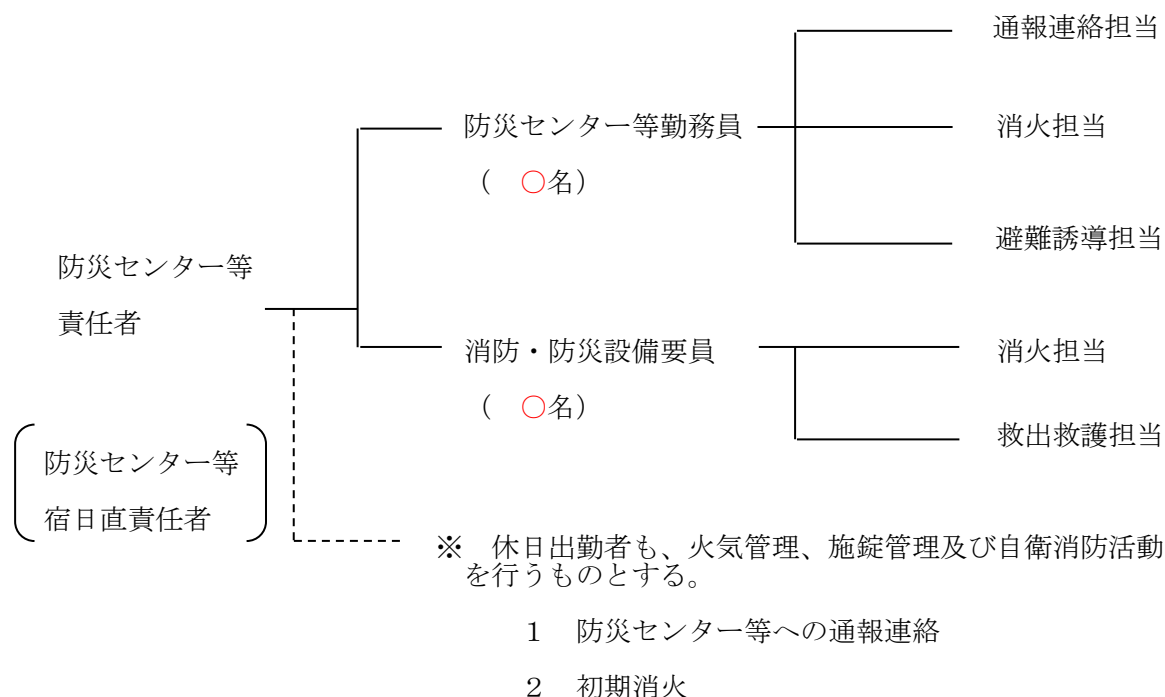 通報連絡担当
防災センター等勤務員
消火担当
（　○名）
避難誘導担当
防災センター等
責任者
消防・防災設備要員
消火担当
（　○名）
救出救護担当
防災センター等
宿日直責任者
※　休日出勤者も、火気管理、施錠管理及び自衛消防活動
を行うものとする。
１　防災センター等への通報連絡
２　初期消火